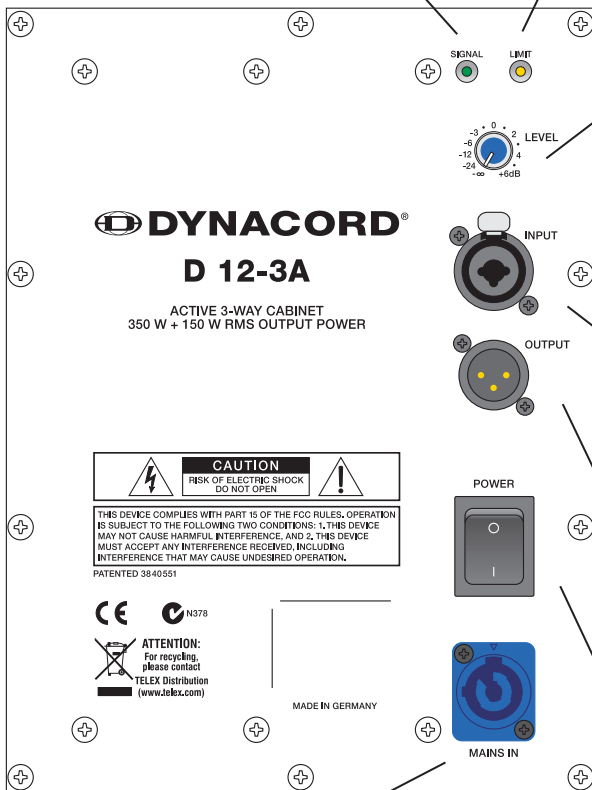 SIGNAL
LIMIT
-∞ -24 -12 -6 -3 0 2 4 +6dB
LEVEL
DYNACORD®
D 12-3A
ACTIVE 3-WAY CABINET
350 W + 150 W RMS OUTPUT POWER
INPUT
OUTPUT
CAUTION
RISK OF ELECTRIC SHOCK
DO NOT OPEN
THIS DEVICE COMPLIES WITH PART 15 OF THE FCC RULES. OPERATION
IS SUBJECT TO THE FOLLOWING TWO CONDITIONS: 1. THIS DEVICE
MAY NOT CAUSE HARMFUL INTERFERENCE, AND 2. THIS DEVICE
MUST ACCEPT ANY INTERFERENCE RECEIVED, INCLUDING
INTERFERENCE THAT MAY CAUSE UNDESIRED OPERATION.
PATENTED 3840551
POWER
O
I
CE
N378
ATTENTION:
For recycling,
please contact
TELEX Distribution
(www.telex.com)
MADE IN GERMANY
MAINS IN